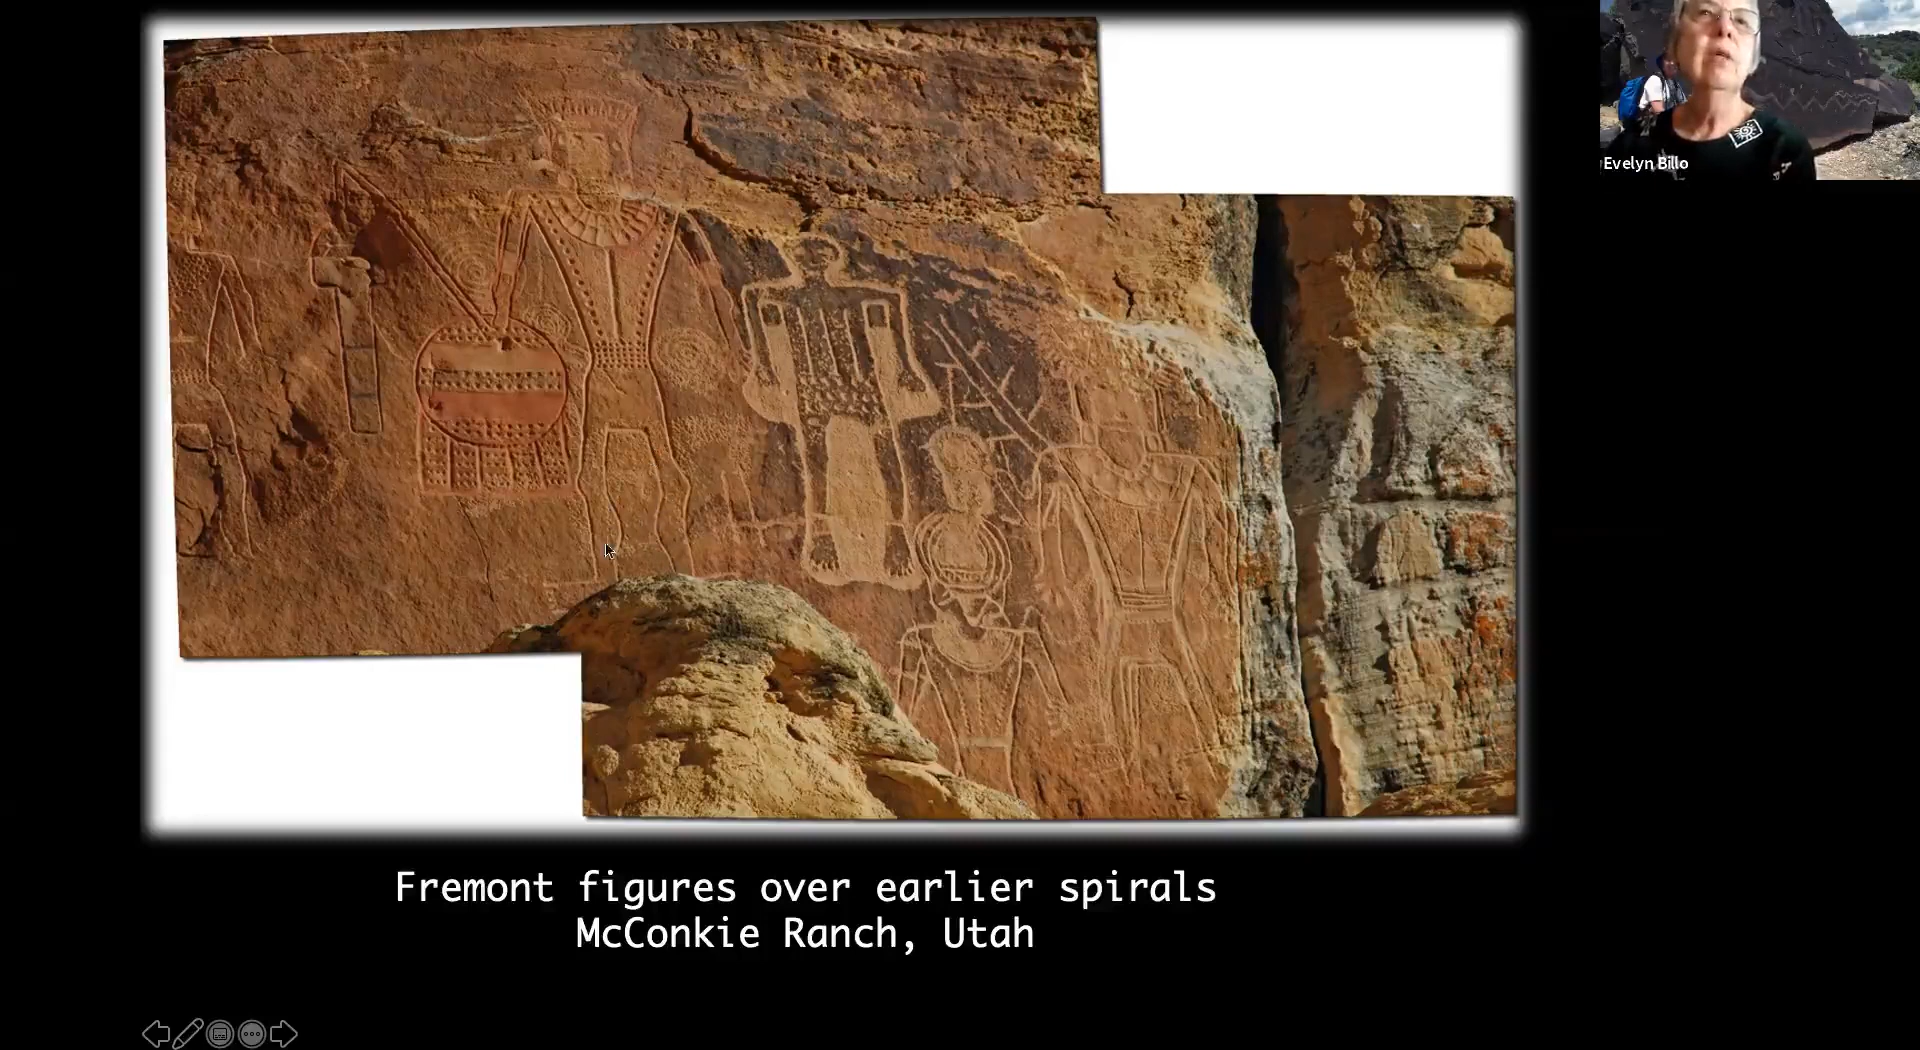 Evelyn Billo
Fremont figures over earlier spirals
McConkie Ranch, Utah